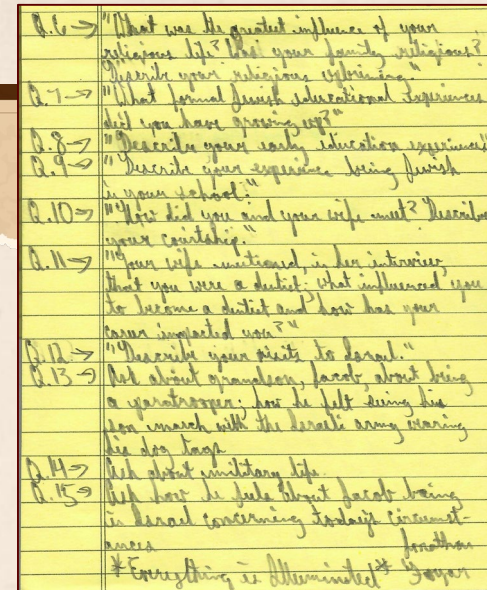 Q.6→ "What was the greatest influence of your
religious life? Was your family religious?
Describe your religious upbringing."
Q.7→ "What formal Jewish educational experiences
did you have growing up?"
Q.8→ "Describe your early education experiences"
Q.9→ "Describe your experience being Jewish
in your school."
Q.10→ "How did you and your wife meet? Describe
your courtship."
Q.11→ "Your wife mentioned, in her interview,
that you were a dentist; what influenced you
to become a dentist and how has your
career impacted you?"
Q.12→ "Describe your visits to Israel."
Q.13→ Ask about grandson, Jacob, about being
a paratrooper; how he felt seeing his
son march with the Israeli army wearing
his dog tags
Q.14→ Ask about military life.
Q.15→ Ask how he feels about Jacob being
in Israel concerning today's circumst-
ances Jonathan
*Everything is Illuminated*